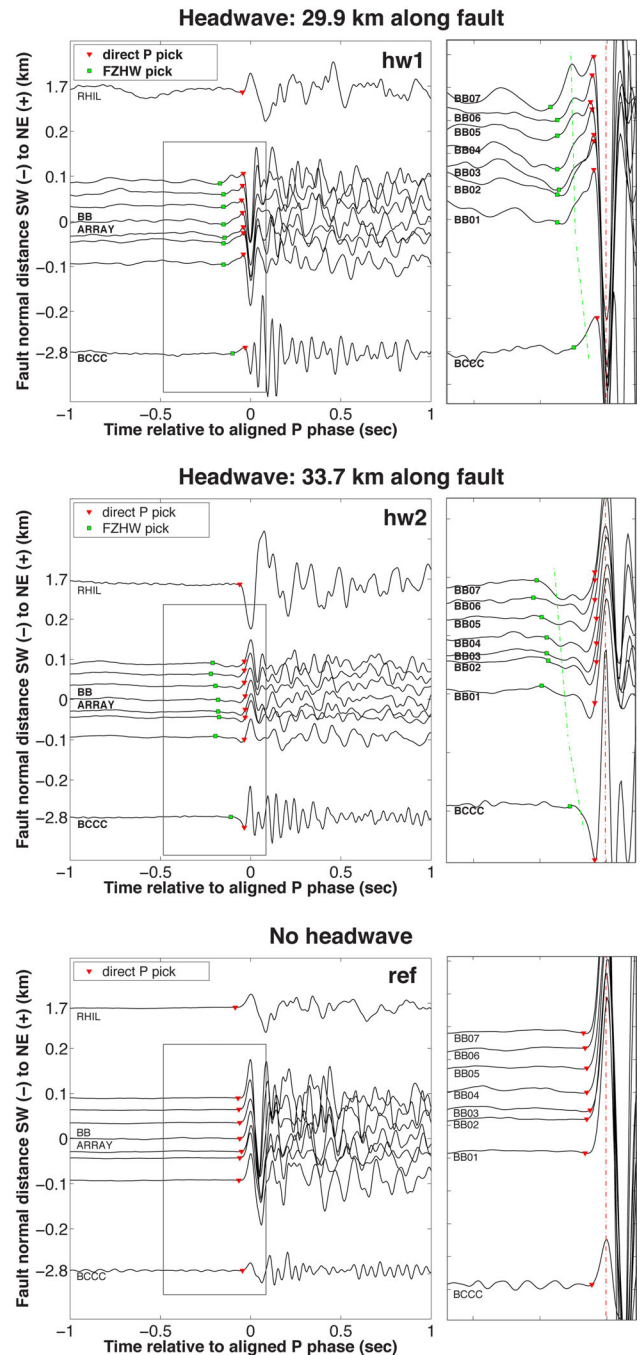 Headwave: 29.9 km along fault
direct P pick
FZHW pick
hw1
1.7
RHIL
0.2
0.1
BB
0
ARRAY
−0.1
−0.2
−2.8
BCCC
−1
−0.5
0
0.5
1
Time relative to aligned P phase (sec)
Fault normal distance SW (−) to NE (+) (km)
BB07
BB06
BB05
BB04
BB03
BB02
BB01
BCCC
Headwave: 33.7 km along fault
direct P pick
FZHW pick
hw2
1.7
RHIL
0.2
0.1
BB
0
ARRAY
−0.1
−0.2
−2.8
BCCC
−1
−0.5
0
0.5
1
Time relative to aligned P phase (sec)
Fault normal distance SW (−) to NE (+) (km)
BB07
BB06
BB05
BB04
BB03
BB02
BB01
BCCC
No headwave
direct P pick
ref
1.7
RHIL
0.2
0.1
BB
0
ARRAY
−0.1
−0.2
−2.8
BCCC
−1
−0.5
0
0.5
1
Time relative to aligned P phase (sec)
Fault normal distance SW (−) to NE (+) (km)
BB07
BB06
BB05
BB04
BB03
BB02
BB01
BCCC